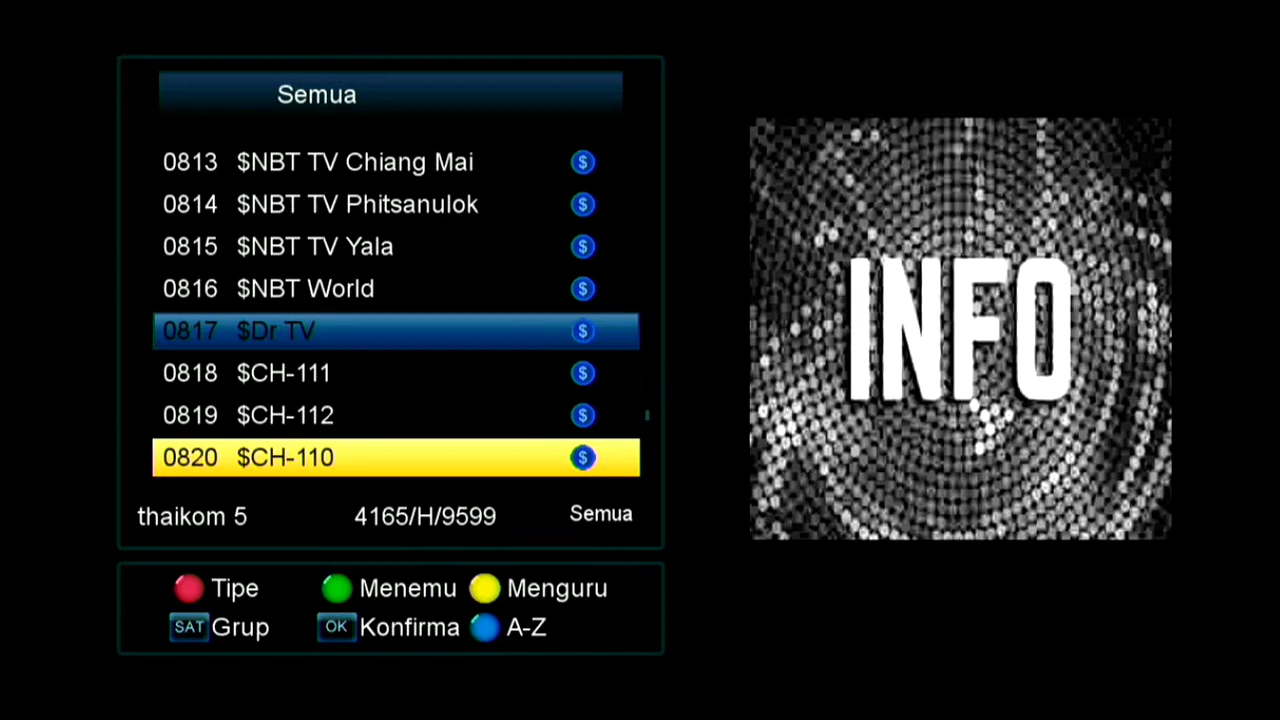 Semua
0813 $NBT TV Chiang Mai $
0814 $NBT TV Phitsanulok $
0815 $NBT TV Yala $
0816 $NBT World $
0817 $Dr TV $
0818 $CH-111 $
0819 $CH-112 $
0820 $CH-110 $
thaikom 5 4165/H/9599 Semua
Tipe Menemu Menguru
SAT Grup OK Konfirma A-Z
INFO